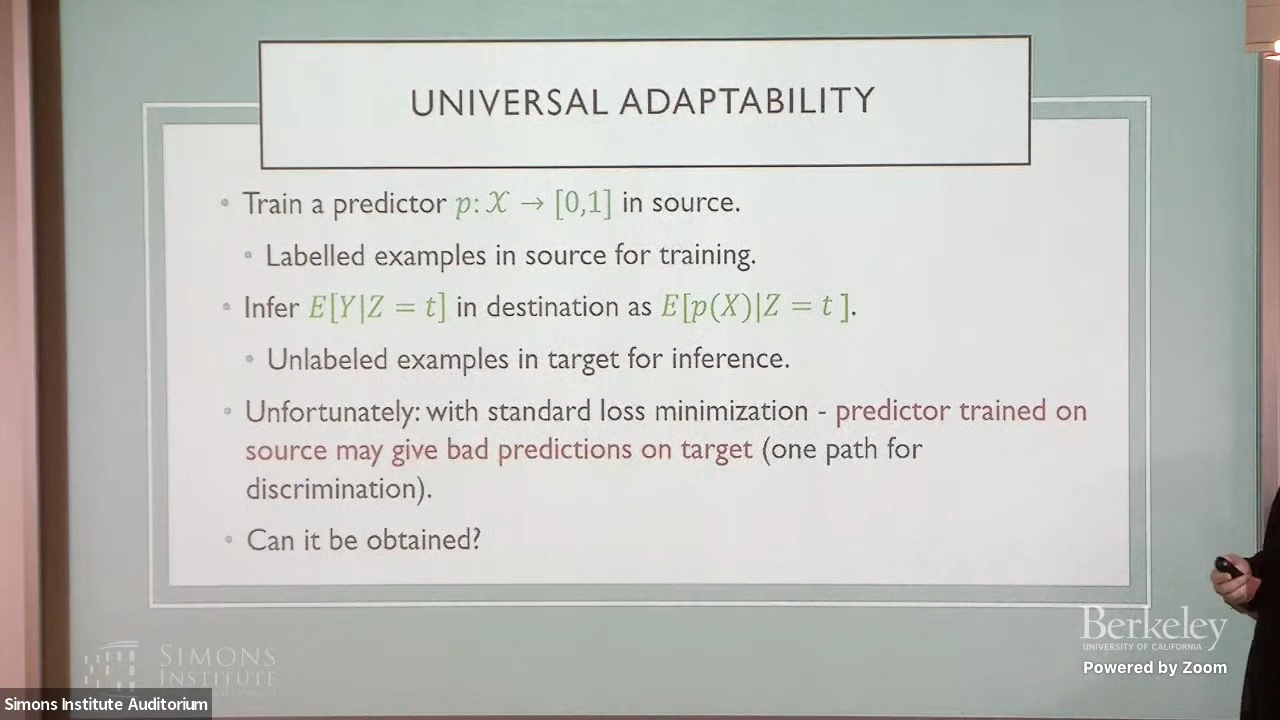 UNIVERSAL ADAPTABILITY
• Train a predictor p: 𝒳 → [0,1] in source.
• Labelled examples in source for training.
• Infer E[Y|Z = t] in destination as E[p(X)|Z = t ].
• Unlabeled examples in target for inference.
• Unfortunately: with standard loss minimization - predictor trained on
source may give bad predictions on target (one path for
discrimination).
• Can it be obtained?
SIMONS
INSTITUTE
Berkeley
UNIVERSITY OF CALIFORNIA
Powered by Zoom
Simons Institute Auditorium